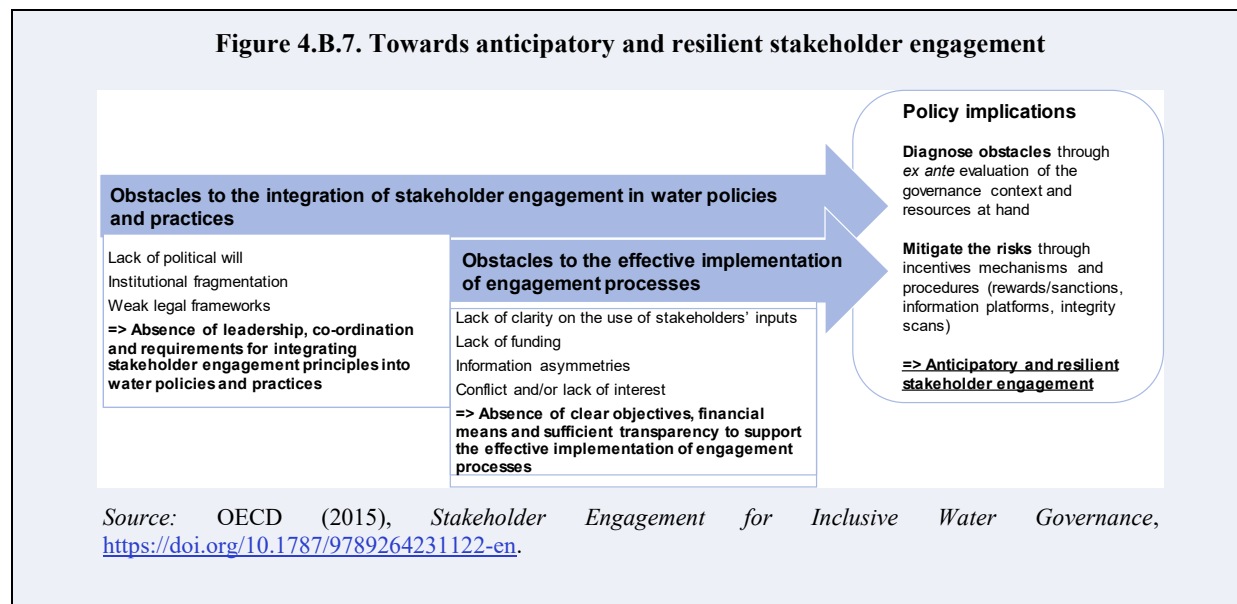 Figure 4.B.7. Towards anticipatory and resilient stakeholder engagement
Obstacles to the integration of stakeholder engagement in water policies
and practices
Lack of political will
Institutional fragmentation
Weak legal frameworks
=> Absence of leadership, co-ordination
and requirements for integrating
stakeholder engagement principles into
water policies and practices
Obstacles to the effective implementation
of engagement processes
Lack of clarity on the use of stakeholders' inputs
Lack of funding
Information asymmetries
Conflict and/or lack of interest
=> Absence of clear objectives, financial
means and sufficient transparency to support
the effective implementation of engagement
processes
Policy implications
Diagnose obstacles through
ex ante evaluation of the
governance context and
resources at hand
Mitigate the risks through
incentives mechanisms and
procedures (rewards/sanctions,
information platforms, integrity
scans)
=> Anticipatory and resilient
stakeholder engagement
Source: OECD (2015), Stakeholder Engagement for Inclusive Water Governance,
https://doi.org/10.1787/9789264231122-en.